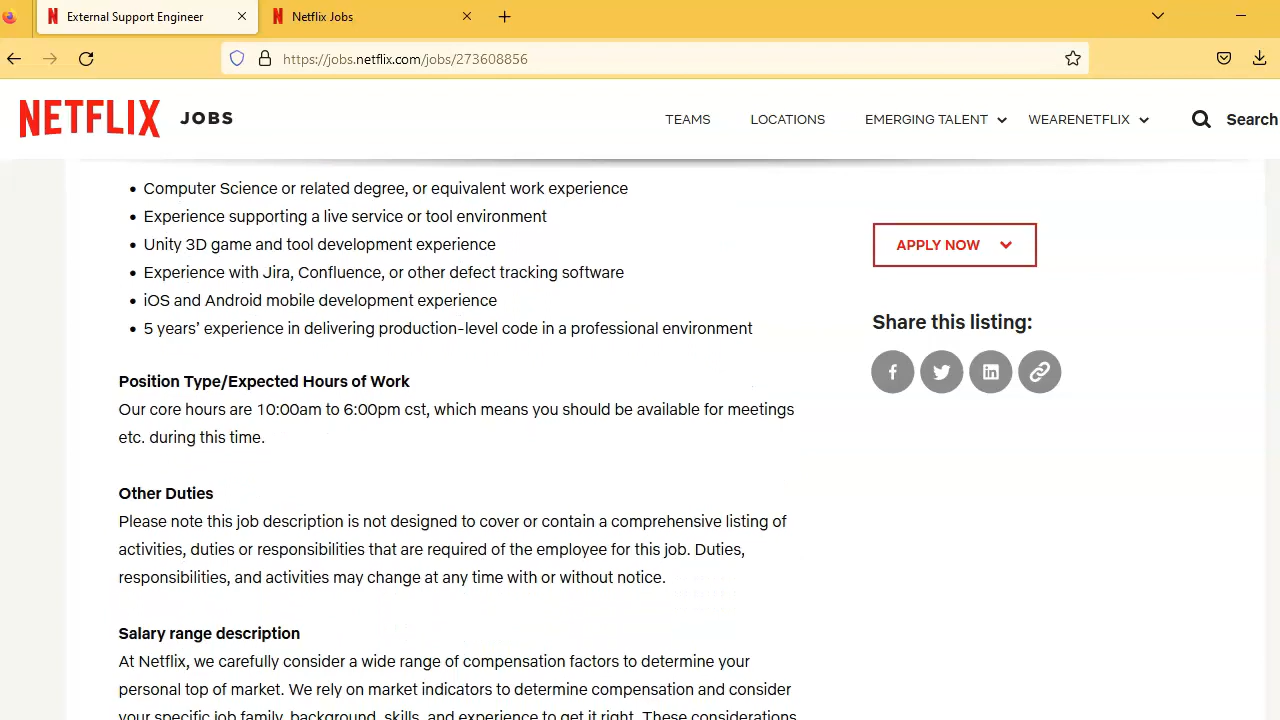 External Support Engineer
Netflix Jobs
https://jobs.netflix.com/jobs/273608856
NETFLIX JOBS
TEAMS
LOCATIONS
EMERGING TALENT
WEARENETFLIX
Search
• Computer Science or related degree, or equivalent work experience
• Experience supporting a live service or tool environment
• Unity 3D game and tool development experience
• Experience with Jira, Confluence, or other defect tracking software
• iOS and Android mobile development experience
• 5 years’ experience in delivering production-level code in a professional environment
APPLY NOW
Share this listing:
Position Type/Expected Hours of Work
Our core hours are 10:00am to 6:00pm cst, which means you should be available for meetings
etc. during this time.
Other Duties
Please note this job description is not designed to cover or contain a comprehensive listing of
activities, duties or responsibilities that are required of the employee for this job. Duties,
responsibilities, and activities may change at any time with or without notice.
Salary range description
At Netflix, we carefully consider a wide range of compensation factors to determine your
personal top of market. We rely on market indicators to determine compensation and consider
your specific job family, background, skills, and experience to get it right. These considerations